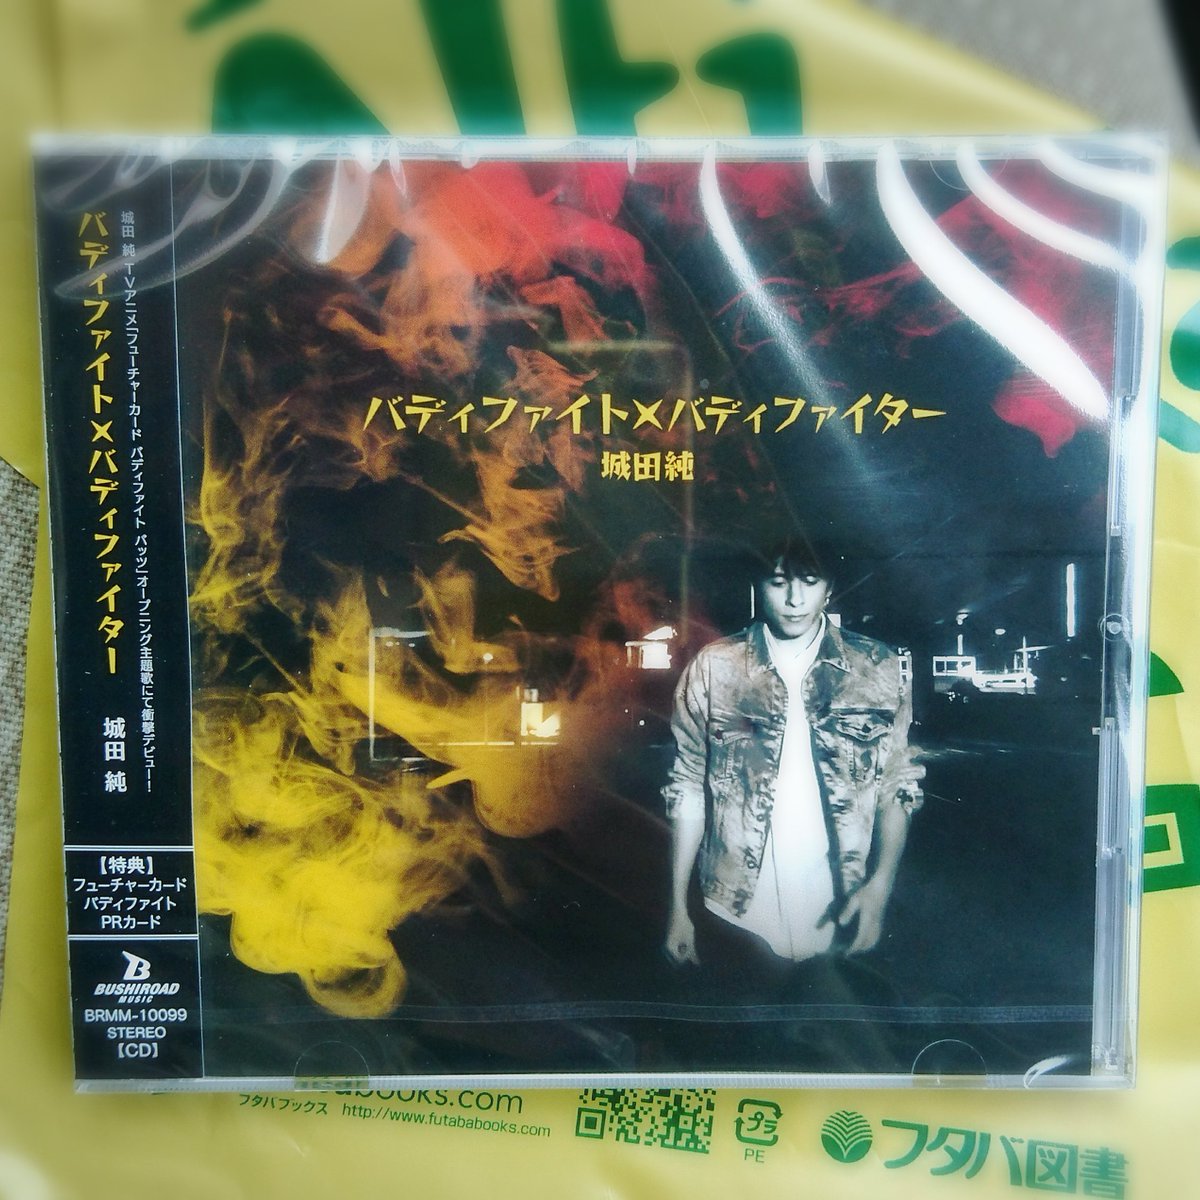 城田 純 TVアニメ「フューチャーカード バディファイト バッツ」オープニング主題歌にて衝撃デビュー!
バディファイト×バディファイター 城田 純
【特典】
フューチャーカード
バディファイト
PRカード
B
BUSHIROAD
MUSIC
BRMM-10099
STEREO
【CD】
バディファイト×バディファイター
城田純
abooks.com
フタバブックス http://www.futababooks.com
プラ
PE
フタバ図書